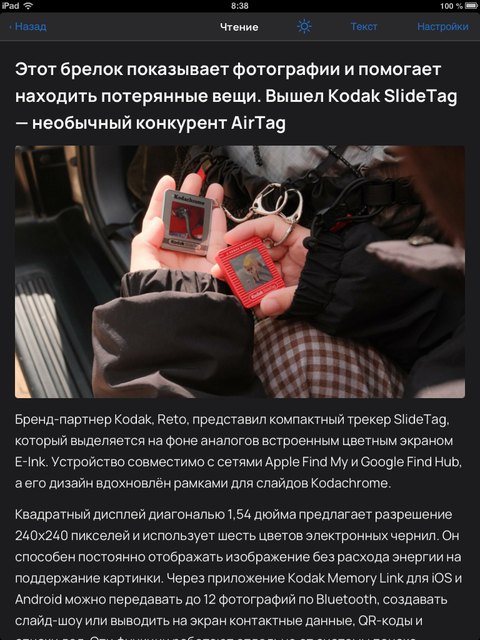 iPad 8:38 100 %
‹ Назад Чтение Текст Настройки
Этот брелок показывает фотографии и помогает
находить потерянные вещи. Вышел Kodak SlideTag
— необычный конкурент AirTag
Kodachrome
Kodak
Kodak
Бренд-партнер Kodak, Reto, представил компактный трекер SlideTag,
который выделяется на фоне аналогов встроенным цветным экраном
E-Ink. Устройство совместимо с сетями Apple Find My и Google Find Hub,
а его дизайн вдохновлён рамками для слайдов Kodachrome.
Квадратный дисплей диагональю 1,54 дюйма предлагает разрешение
240x240 пикселей и использует шесть цветов электронных чернил. Он
способен постоянно отображать изображение без расхода энергии на
поддержание картинки. Через приложение Kodak Memory Link для iOS и
Android можно передавать до 12 фотографий по Bluetooth, создавать
слайд-шоу или выводить на экран контактные данные, QR-коды и